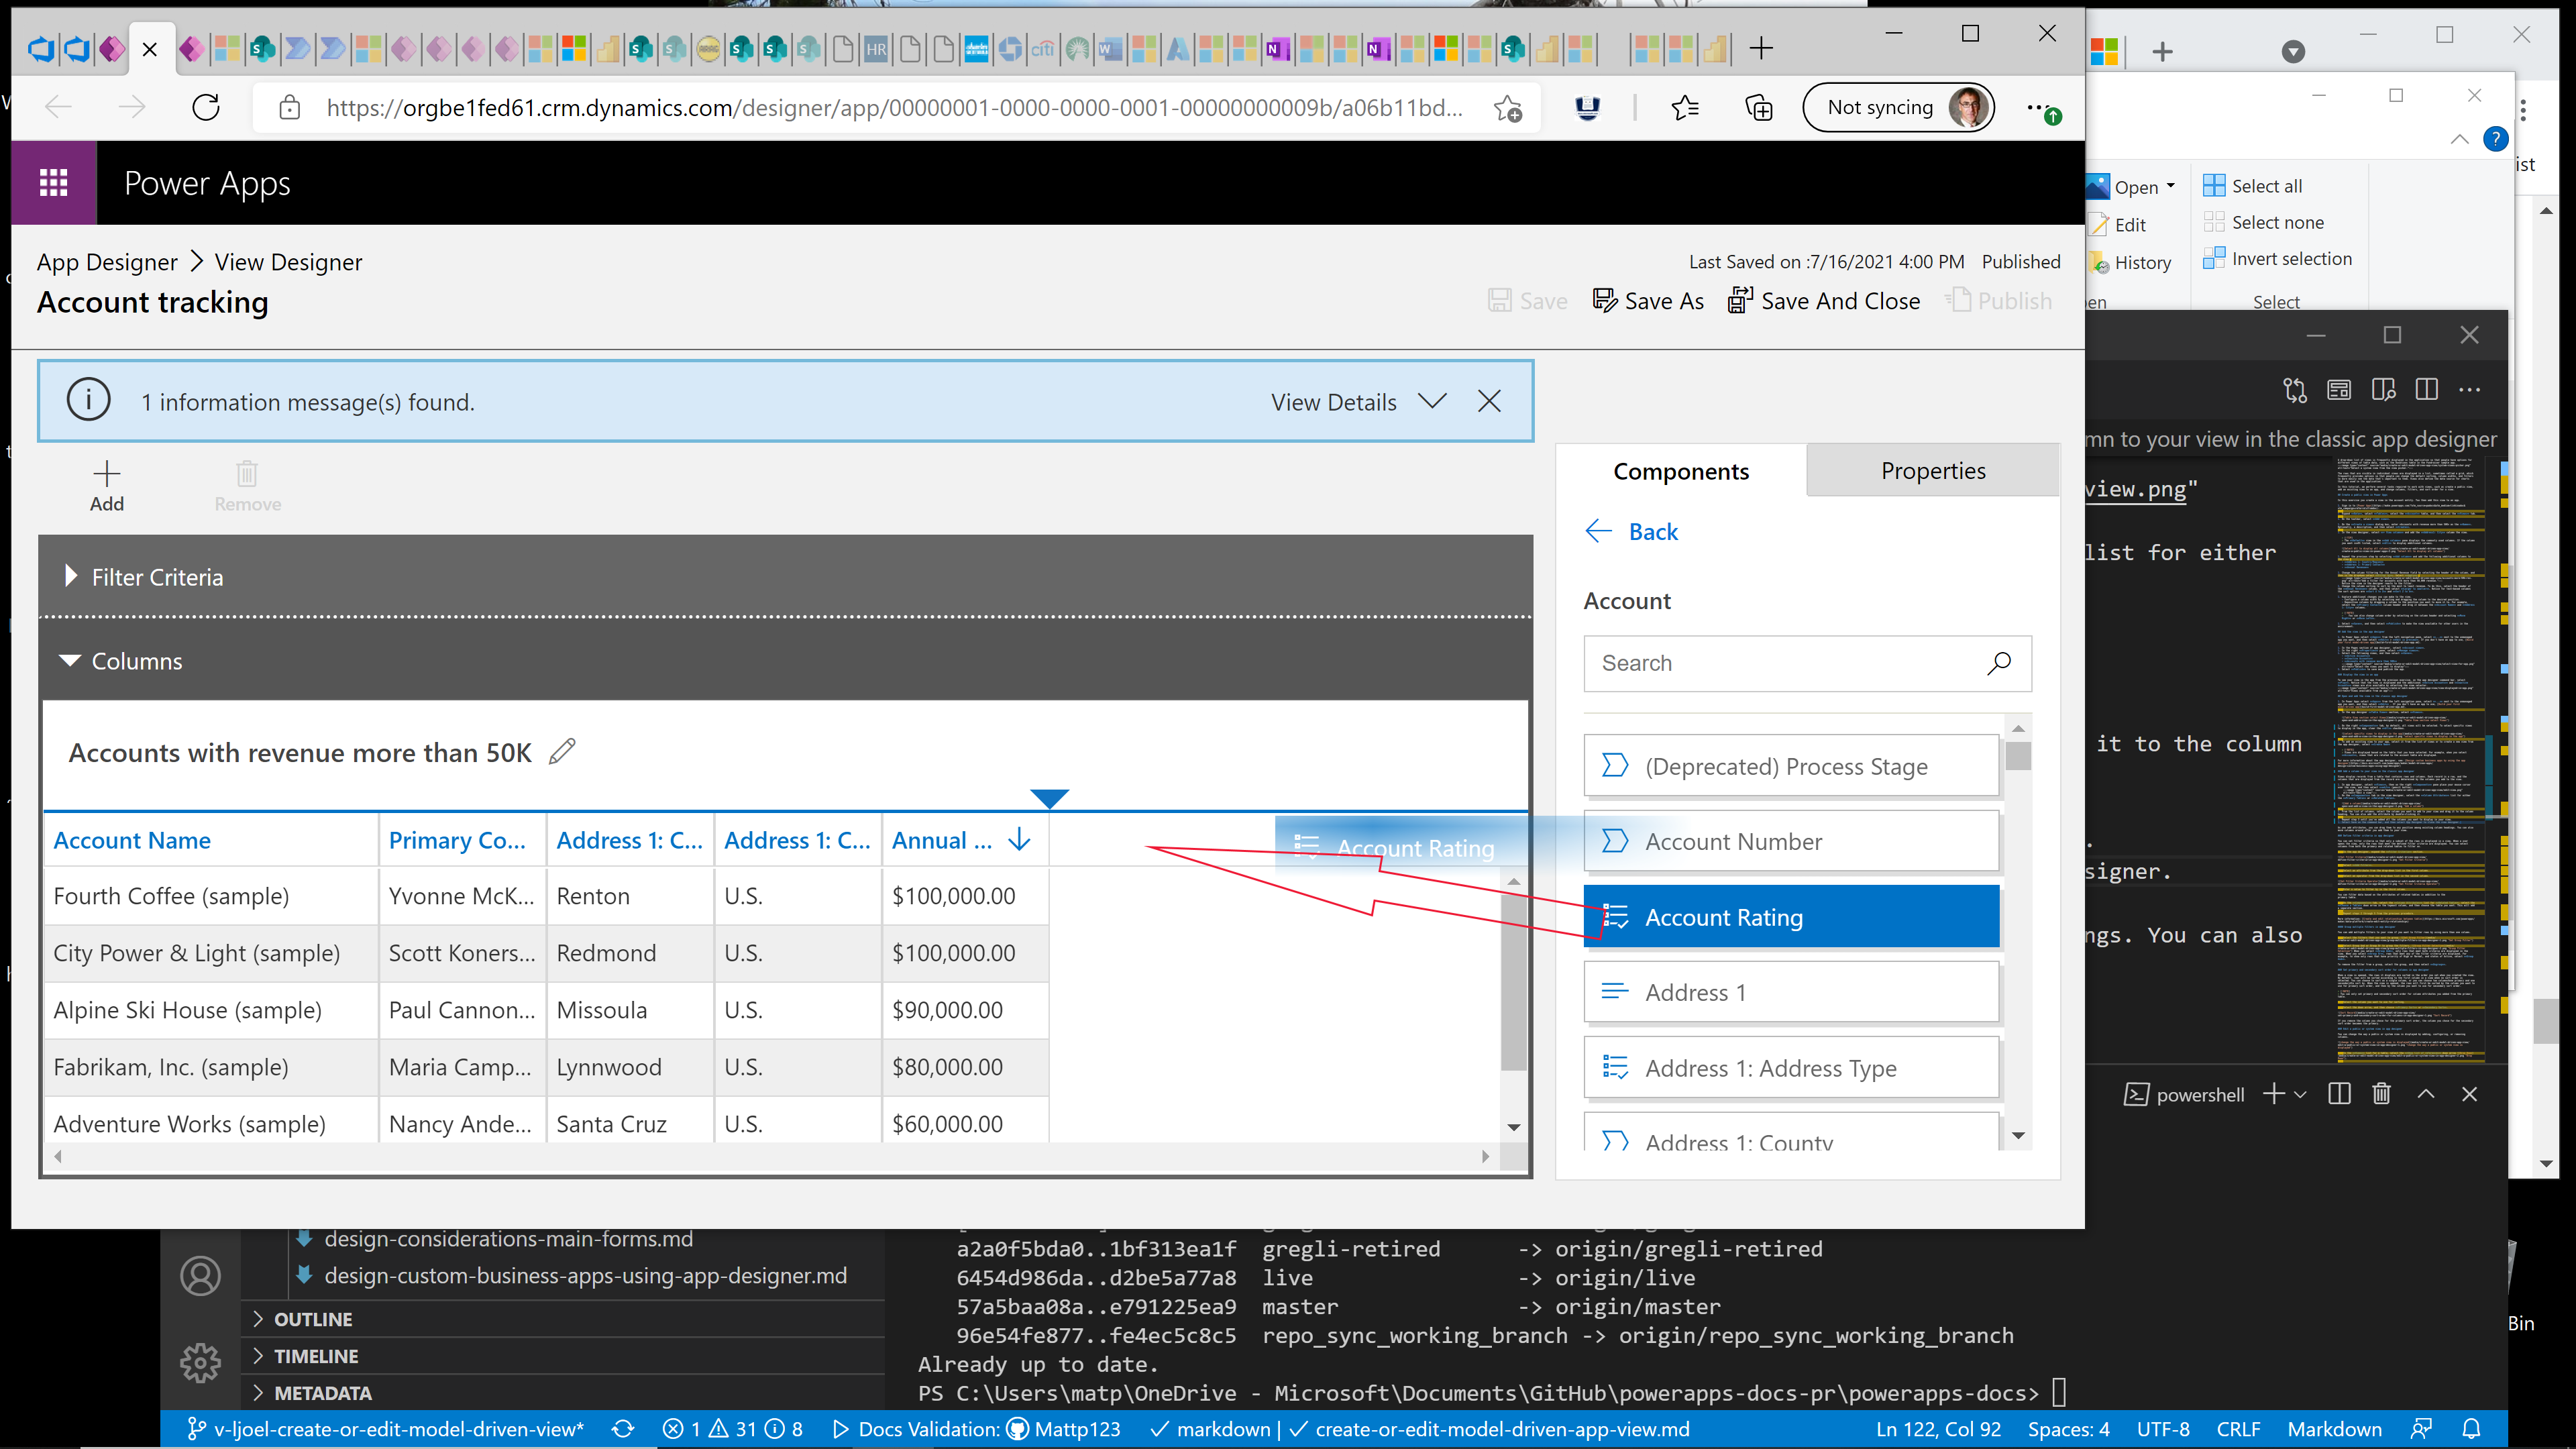 HR
citi
https://orgbe1fed61.crm.dynamics.com/designer/app/00000001-0000-0000-0001-00000000009b/a06b11bd...
Not syncing
Power Apps
App Designer > View Designer
Last Saved on :7/16/2021 4:00 PM Published
Account tracking
Save Save As Save And Close Publish
1 information message(s) found.
View Details
Add Remove
Filter Criteria
Columns
Accounts with revenue more than 50K
Account Name Primary Co... Address 1: C... Address 1: C... Annual ...
Account Rating
Fourth Coffee (sample) Yvonne McK... Renton U.S. $100,000.00
City Power & Light (sample) Scott Koners... Redmond U.S. $100,000.00
Alpine Ski House (sample) Paul Cannon... Missoula U.S. $90,000.00
Fabrikam, Inc. (sample) Maria Camp... Lynnwood U.S. $80,000.00
Adventure Works (sample) Nancy Ande... Santa Cruz U.S. $60,000.00
Components Properties
Back
Account
Search
(Deprecated) Process Stage
Account Number
Account Rating
Address 1
Address 1: Address Type
Address 1: County
ist
Open Select all
Edit Select none
History Invert selection
en Select
mn to your view in the classic app designer
view.png"
list for either
it to the column
.
signer.
ngs. You can also
powershell
design-considerations-main-forms.md
design-custom-business-apps-using-app-designer.md
OUTLINE
TIMELINE
METADATA
a2a0f5bda0..1bf313ea1f gregli-retired -> origin/gregli-retired
6454d986da..d2be5a77a8 live -> origin/live
57a5baa08a..e791225ea9 master -> origin/master
96e54fe877..fe4ec5c8c5 repo_sync_working_branch -> origin/repo_sync_working_branch
Already up to date.
PS C:\Users\matp\OneDrive - Microsoft\Documents\GitHub\powerapps-docs-pr\powerapps-docs>
Bin
v-ljoel-create-or-edit-model-driven-view* 1 31 8 Docs Validation: Mattp123 markdown | create-or-edit-model-driven-app-view.md Ln 122, Col 92 Spaces: 4 UTF-8 CRLF Markdown